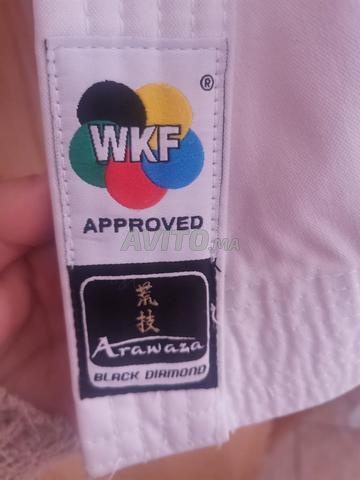 ®
WKF
APPROVED
AVITO.MA
荒
技
Arawaza
BLACK DIAMOND